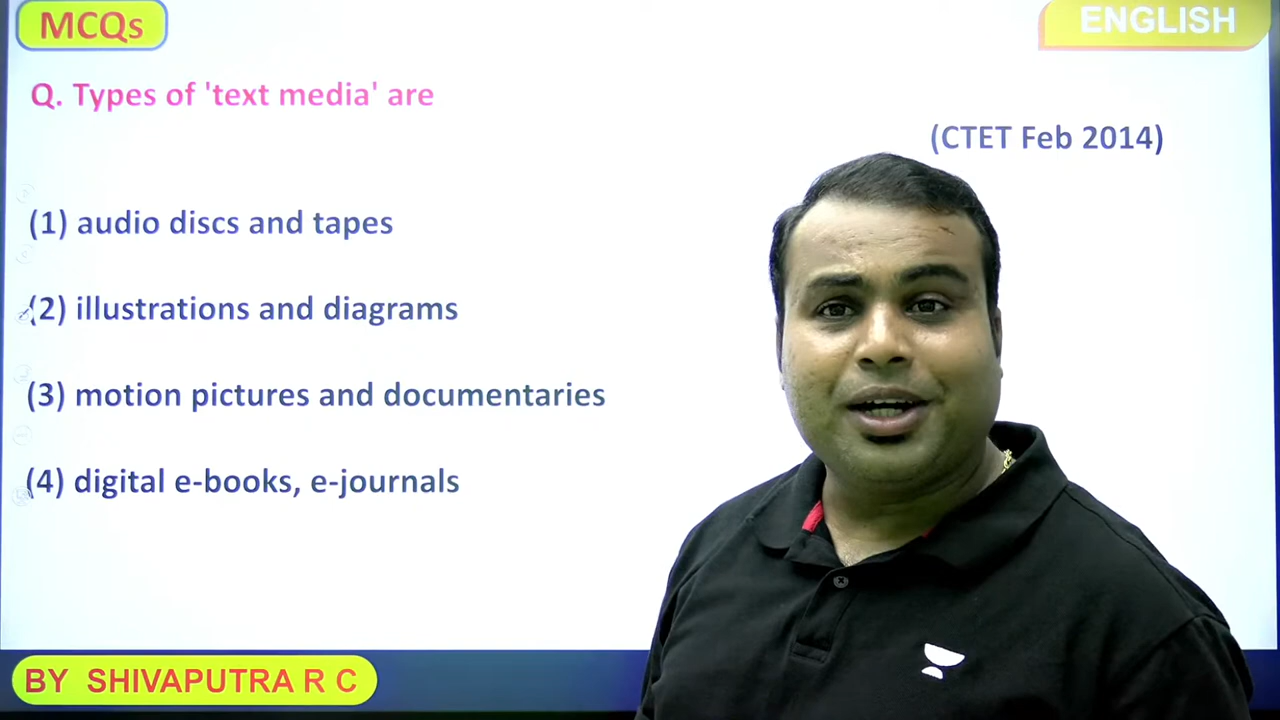 MCQs
ENGLISH
Q. Types of 'text media' are
(CTET Feb 2014)
(1) audio discs and tapes
(2) illustrations and diagrams
(3) motion pictures and documentaries
(4) digital e-books, e-journals
BY SHIVAPUTRA R C